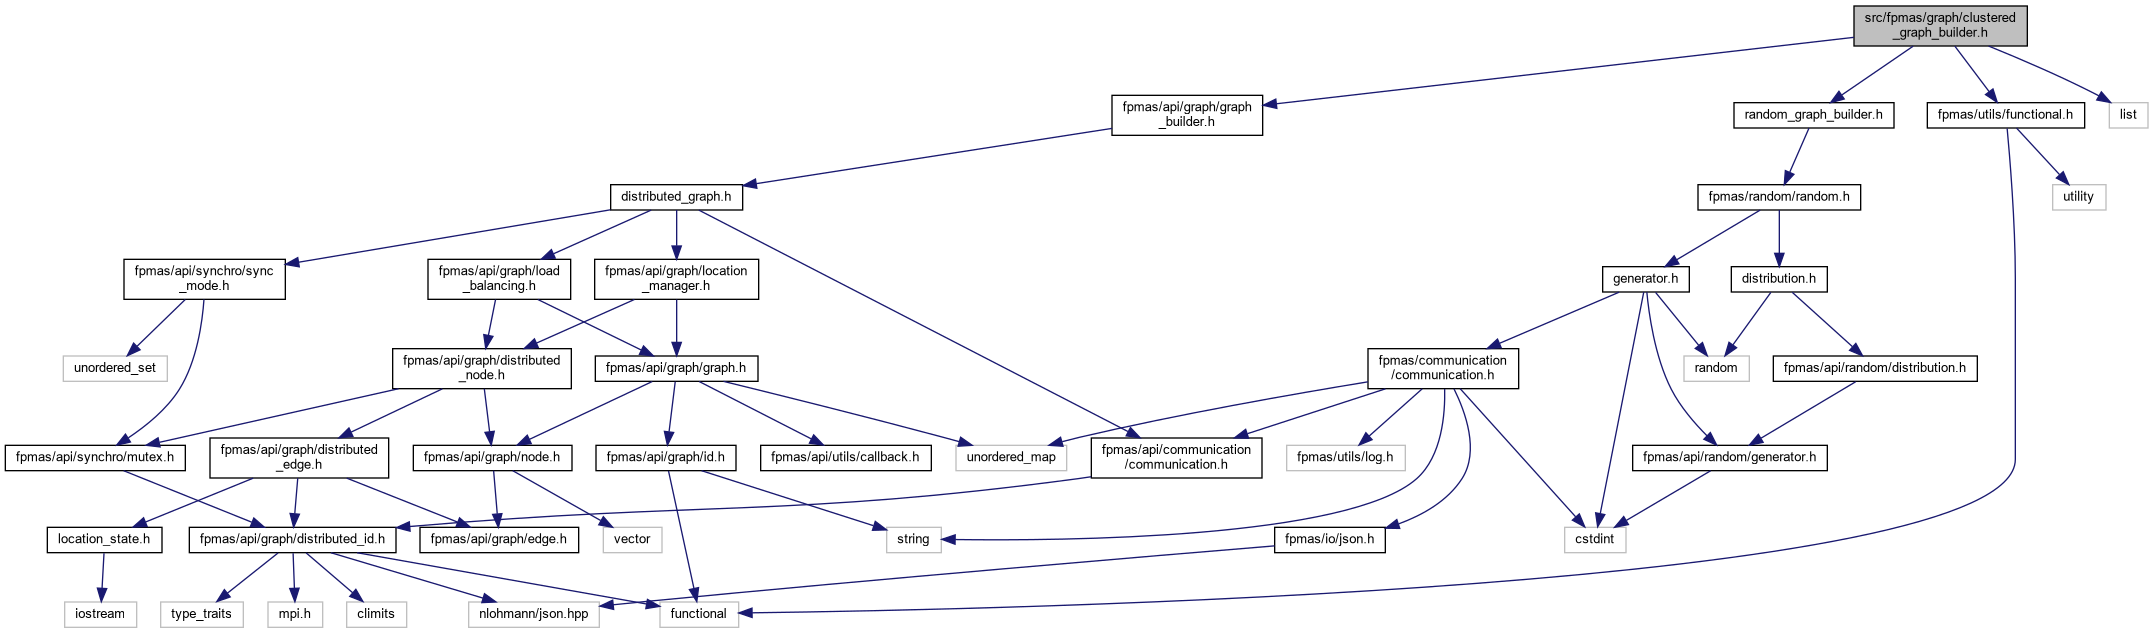 src/fpmas/graph/clustered
_graph_builder.h
fpmas/api/graph/graph
_builder.h
random_graph_builder.h
fpmas/utils/functional.h
list
distributed_graph.h
fpmas/random/random.h
utility
fpmas/api/synchro/sync
_mode.h
fpmas/api/graph/load
_balancing.h
fpmas/api/graph/location
_manager.h
generator.h
distribution.h
unordered_set
fpmas/api/graph/distributed
_node.h
fpmas/api/graph/graph.h
fpmas/communication
/communication.h
random
fpmas/api/random/distribution.h
fpmas/api/synchro/mutex.h
fpmas/api/graph/distributed
_edge.h
fpmas/api/graph/node.h
fpmas/api/graph/id.h
fpmas/api/utils/callback.h
unordered_map
fpmas/api/communication
/communication.h
fpmas/utils/log.h
fpmas/api/random/generator.h
location_state.h
fpmas/api/graph/distributed_id.h
fpmas/api/graph/edge.h
vector
string
fpmas/io/json.h
cstdint
iostream
type_traits
mpi.h
climits
nlohmann/json.hpp
functional